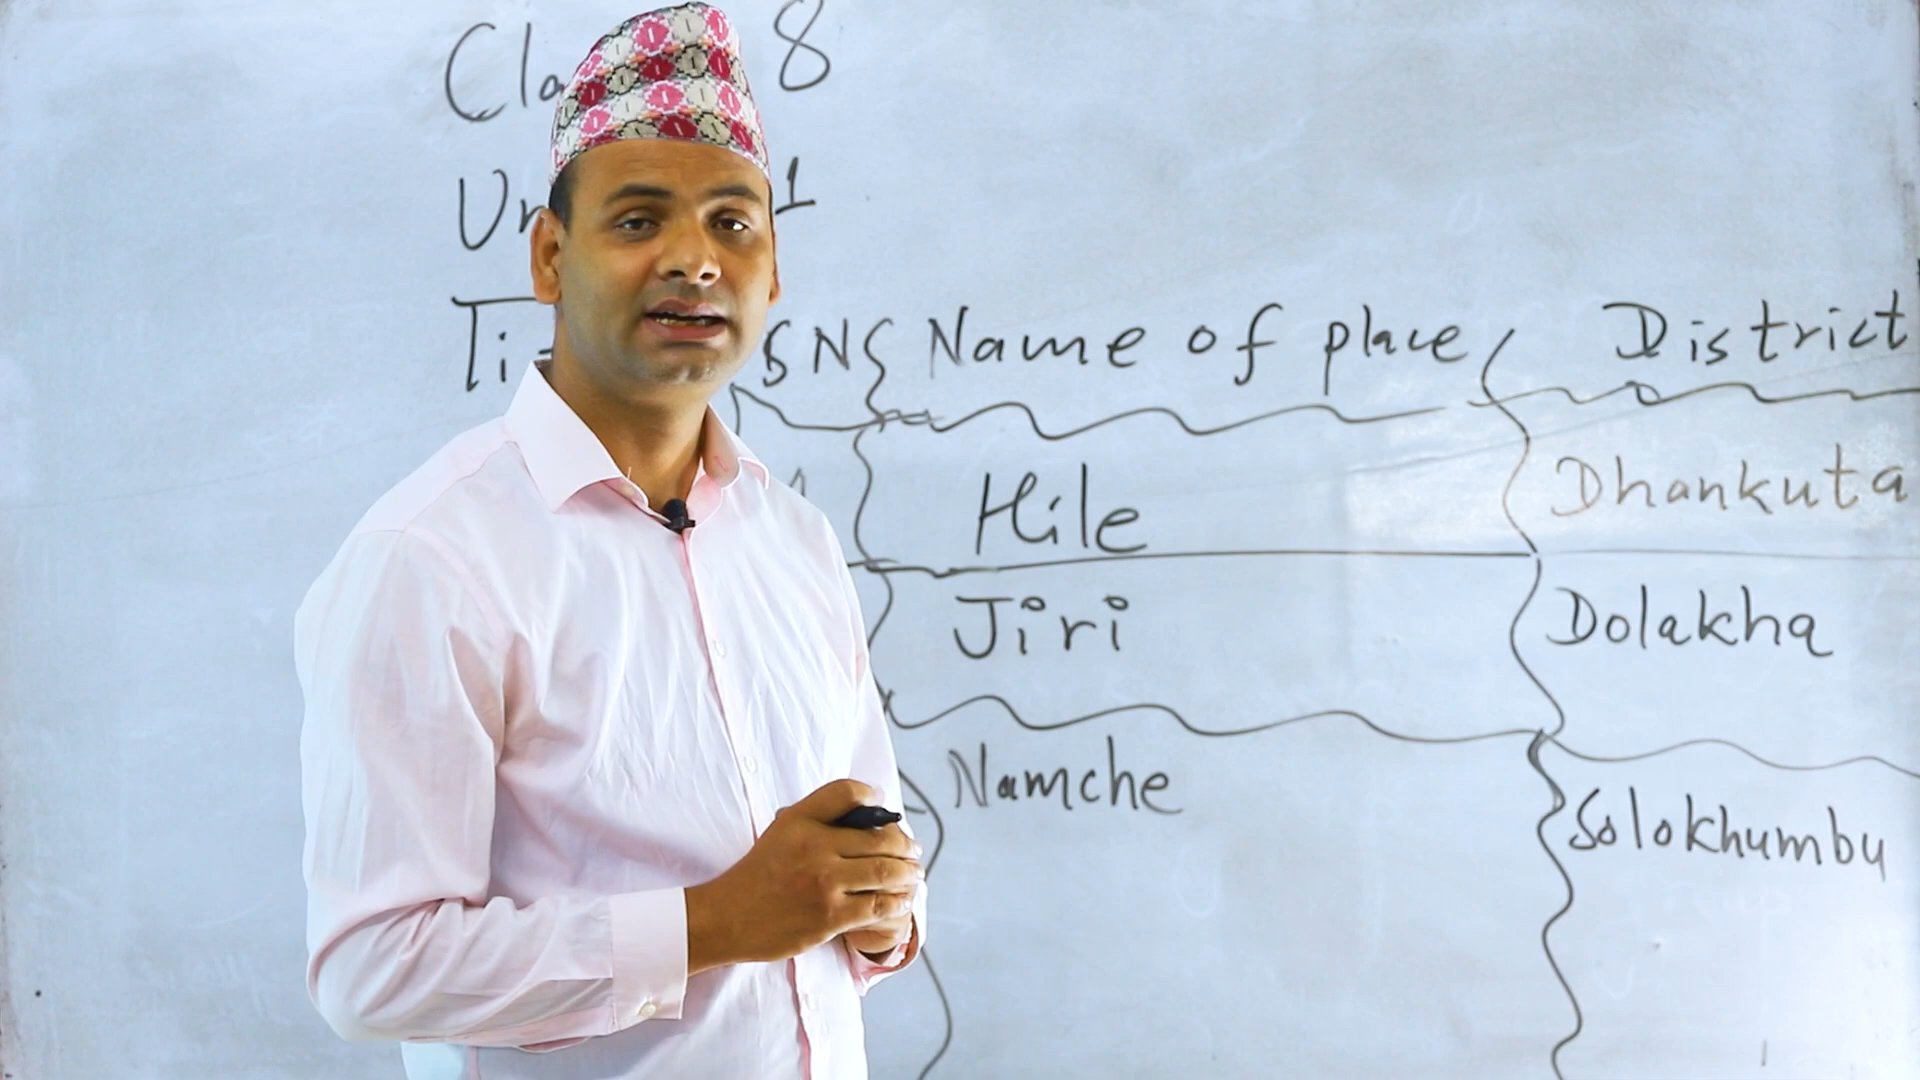 Cla 8
Un 1
Ti
SN Name of place District
Hile Dhankuta
Jiri Dolakha
Namche Solokhumbu